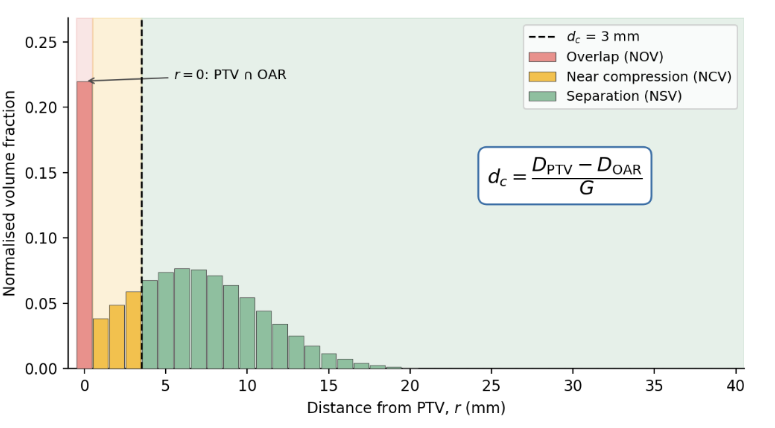 0.25
0.20
0.15
0.10
0.05
0.00
Normalised volume fraction
r = 0: PTV ∩ OAR
d_c = 3 mm
Overlap (NOV)
Near compression (NCV)
Separation (NSV)
d_c = (D_PTV − D_OAR) / G
0 5 10 15 20 25 30 35 40
Distance from PTV, r (mm)